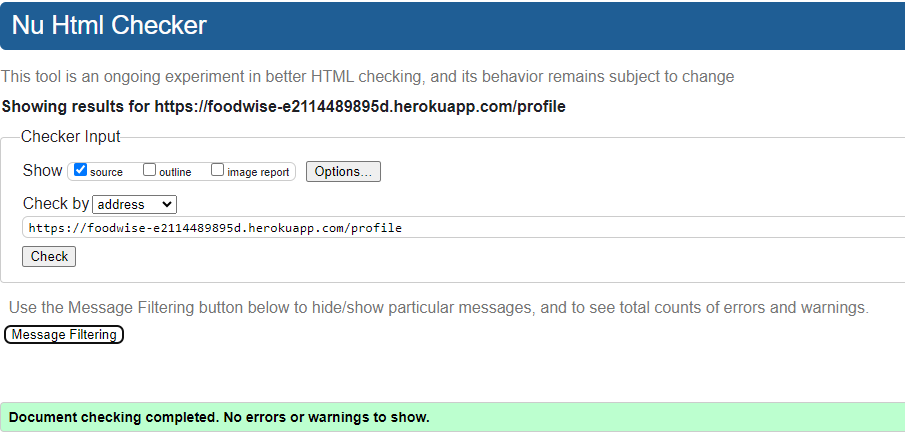 Nu Html Checker
This tool is an ongoing experiment in better HTML checking, and its behavior remains subject to change
Showing results for https://foodwise-e2114489895d.herokuapp.com/profile
Checker Input
Show source outline image report Options...
Check by address
https://foodwise-e2114489895d.herokuapp.com/profile
Check
Use the Message Filtering button below to hide/show particular messages, and to see total counts of errors and warnings.
Message Filtering
Document checking completed. No errors or warnings to show.